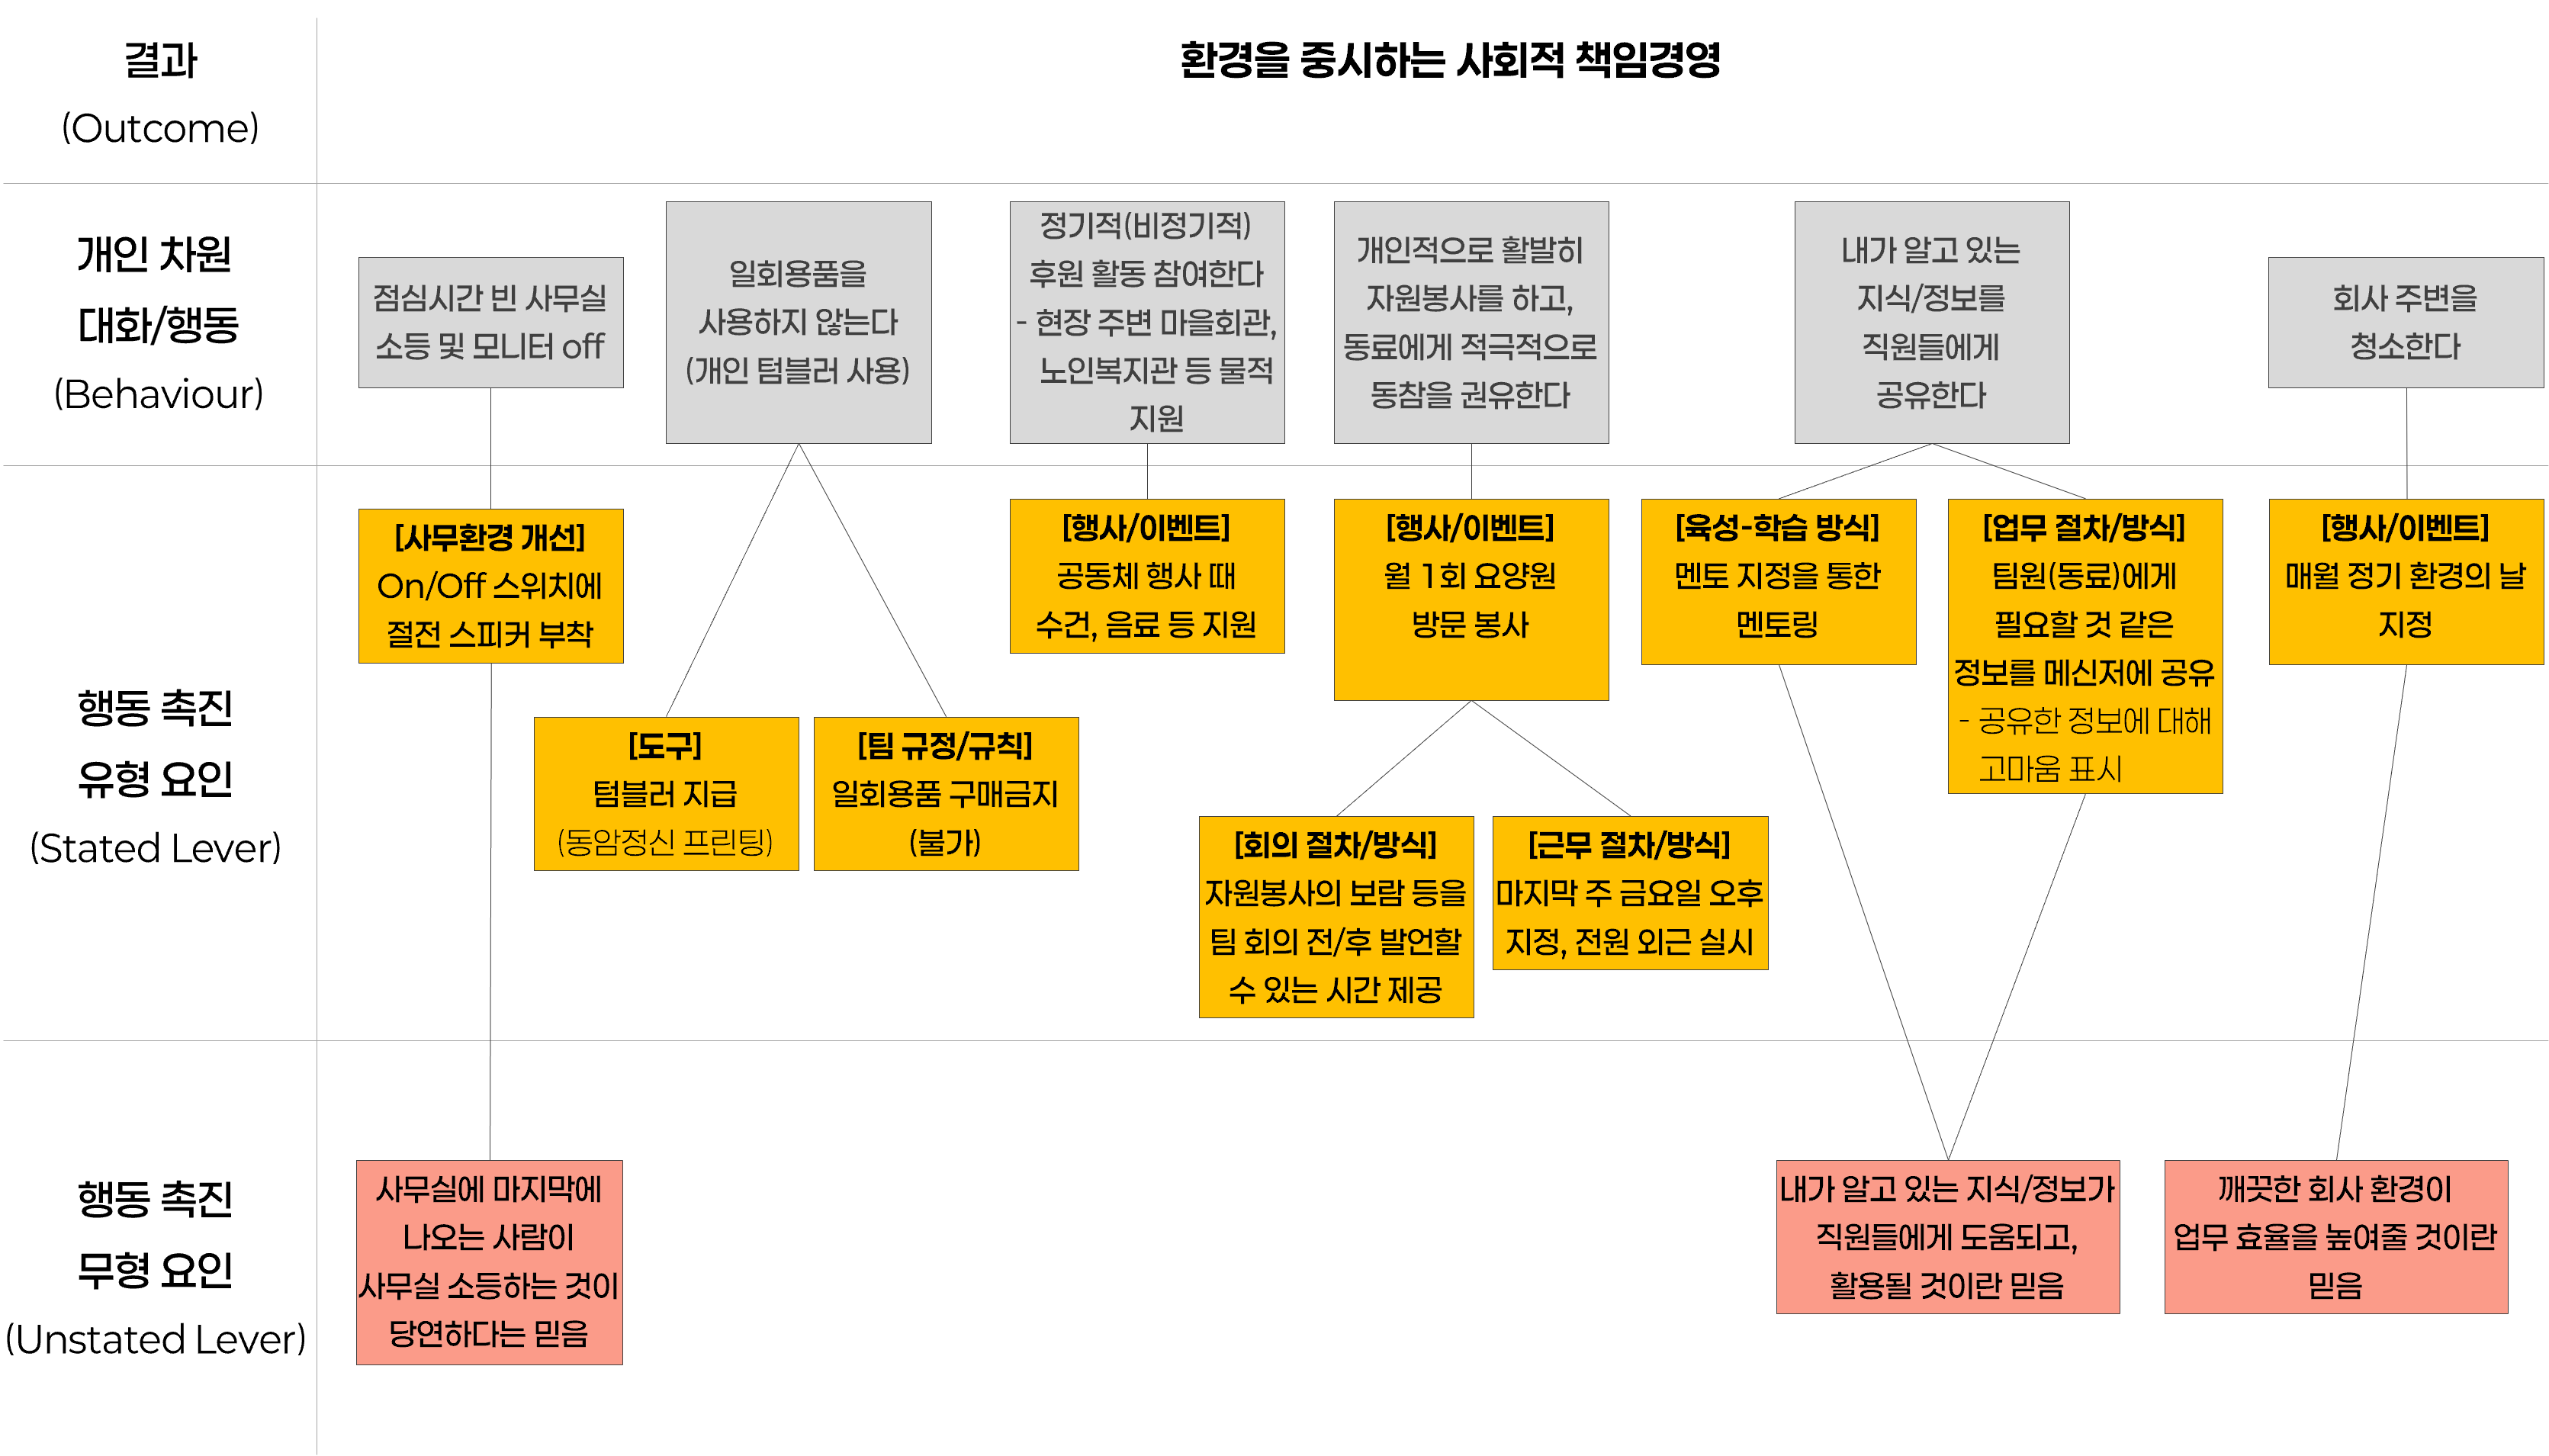 결과
(Outcome)
환경을 중시하는 사회적 책임경영
개인 차원
대화/행동
(Behaviour)
점심시간 빈 사무실
소등 및 모니터 off
일회용품을
사용하지 않는다
(개인 텀블러 사용)
정기적(비정기적)
후원 활동 참여한다
- 현장 주변 마을회관,
노인복지관 등 물적
지원
개인적으로 활발히
자원봉사를 하고,
동료에게 적극적으로
동참을 권유한다
내가 알고 있는
지식/정보를
직원들에게
공유한다
회사 주변을
청소한다
행동 촉진
유형 요인
(Stated Lever)
[사무환경 개선]
On/Off 스위치에
절전 스피커 부착
[도구]
텀블러 지급
(동암정신 프린팅)
[팀 규정/규칙]
일회용품 구매금지
(불가)
[행사/이벤트]
공동체 행사 때
수건, 음료 등 지원
[행사/이벤트]
월 1회 요양원
방문 봉사
[회의 절차/방식]
자원봉사의 보람 등을
팀 회의 전/후 발언할
수 있는 시간 제공
[근무 절차/방식]
마지막 주 금요일 오후
지정, 전원 외근 실시
[육성-학습 방식]
멘토 지정을 통한
멘토링
[업무 절차/방식]
팀원(동료)에게
필요할 것 같은
정보를 메신저에 공유
- 공유한 정보에 대해
고마움 표시
[행사/이벤트]
매월 정기 환경의 날
지정
행동 촉진
무형 요인
(Unstated Lever)
사무실에 마지막에
나오는 사람이
사무실 소등하는 것이
당연하다는 믿음
내가 알고 있는 지식/정보가
직원들에게 도움되고,
활용될 것이란 믿음
깨끗한 회사 환경이
업무 효율을 높여줄 것이란
믿음